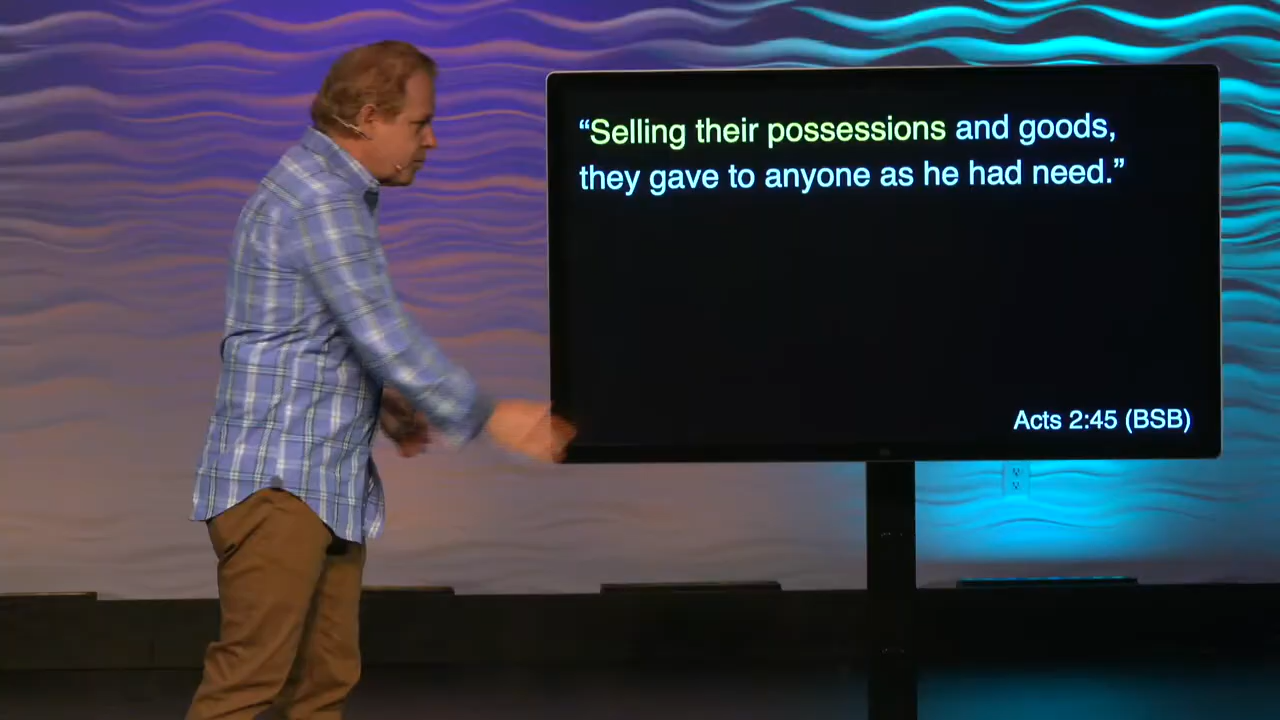 “Selling their possessions and goods,
they gave to anyone as he had need.”
Acts 2:45 (BSB)